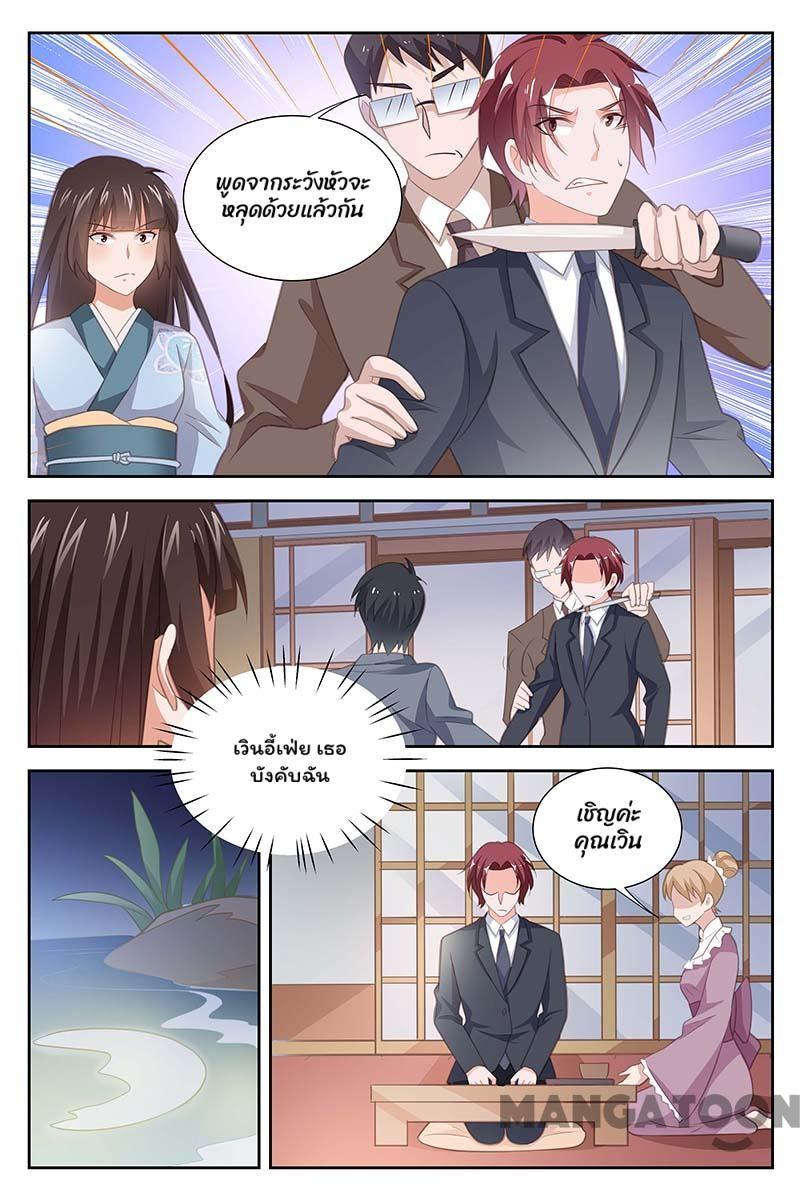 พูดจาระวังหัวจะ
หลุดด้วยแล้วกัน
เวินอี้เฟ่ย เธอ
บังคับฉัน
เชิญค่ะ
คุณเวิน
MANGATOON